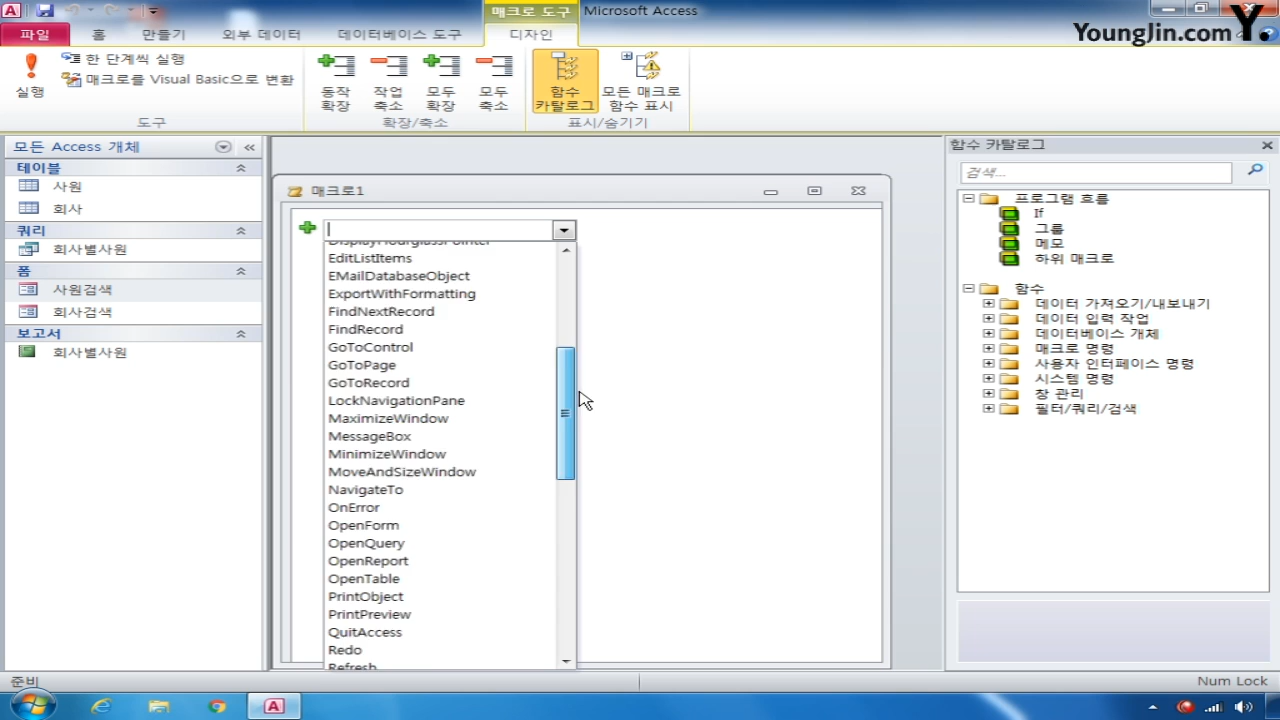 매크로 도구
Microsoft Access
YoungJin.com Y.
파일
홈
만들기
외부 데이터
데이터베이스 도구
디자인
실행
한 단계씩 실행
매크로를 Visual Basic으로 변환
도구
동작 확장
작업 축소
모두 확장
모두 축소
확장/축소
함수 카탈로그
모든 매크로 함수 표시
표시/숨기기
모든 Access 개체
테이블
사원
회사
쿼리
회사별사원
폼
사원검색
회사검색
보고서
회사별사원
매크로1
DisplayHourglassPointer
EditListItems
EMailDatabaseObject
ExportWithFormatting
FindNextRecord
FindRecord
GoToControl
GoToPage
GoToRecord
LockNavigationPane
MaximizeWindow
MessageBox
MinimizeWindow
MoveAndSizeWindow
NavigateTo
OnError
OpenForm
OpenQuery
OpenReport
OpenTable
PrintObject
PrintPreview
QuitAccess
Redo
Refresh
함수 카탈로그
검색...
프로그램 흐름
If
그룹
메모
하위 매크로
함수
데이터 가져오기/내보내기
데이터 입력 작업
데이터베이스 개체
매크로 명령
사용자 인터페이스 명령
시스템 명령
창 관리
필터/쿼리/검색
준비
Num Lock